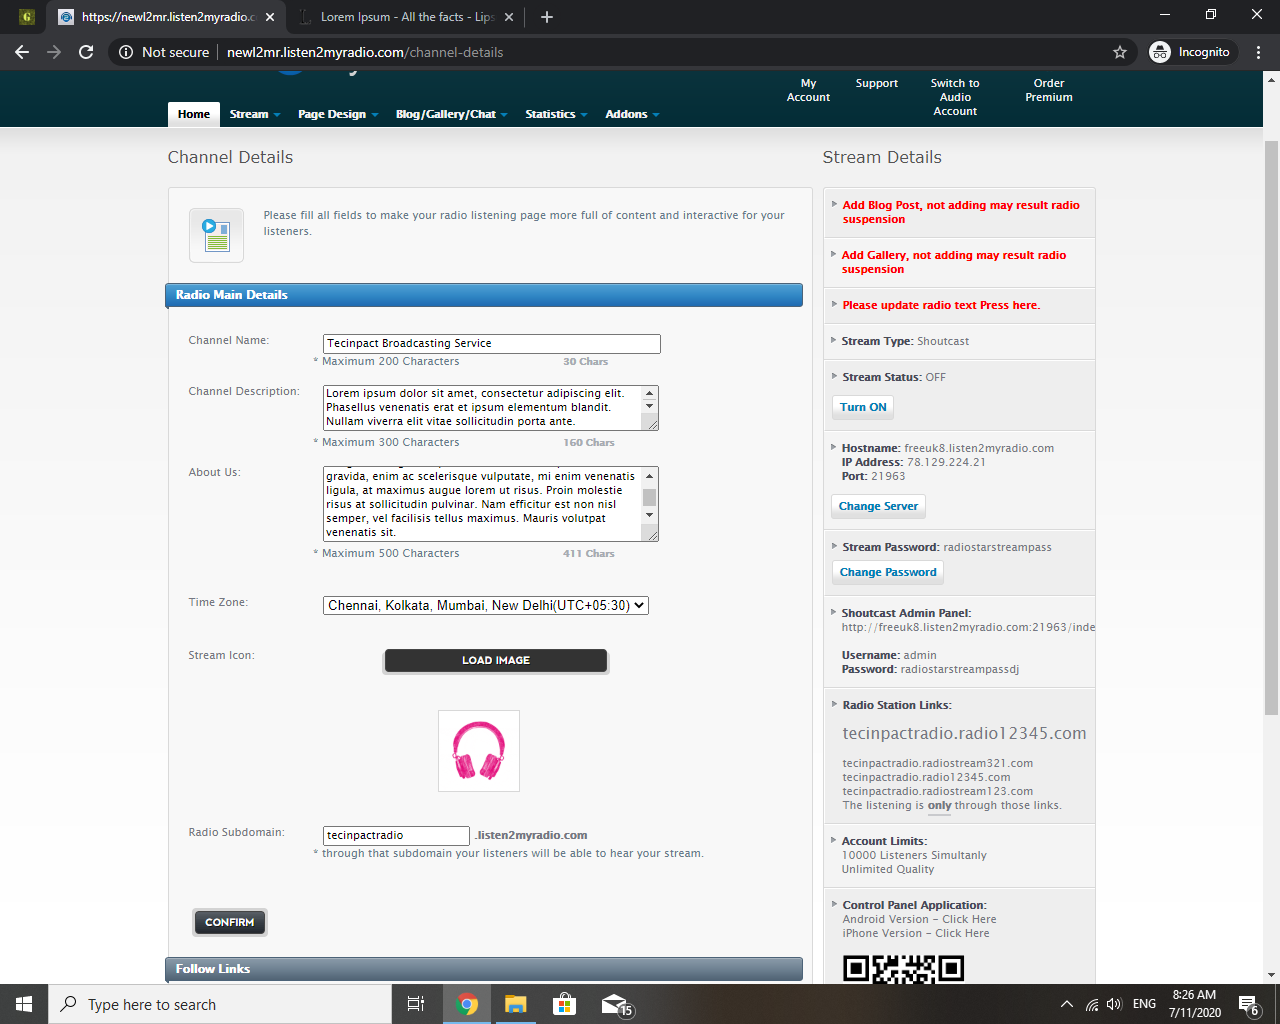 https://newl2mr.listen2myradio.c
Lorem Ipsum - All the facts - Lips
Not secure
newl2mr.listen2myradio.com/channel-details
Incognito
My Account
Support
Switch to Audio Account
Order Premium
Home
Stream
Page Design
Blog/Gallery/Chat
Statistics
Addons
Channel Details
Please fill all fields to make your radio listening page more full of content and interactive for your
listeners.
Radio Main Details
Channel Name:
Tecinpact Broadcasting Service
* Maximum 200 Characters
30 Chars
Channel Description:
Lorem ipsum dolor sit amet, consectetur adipiscing elit.
Phasellus venenatis erat et ipsum elementum blandit.
Nullam viverra elit vitae sollicitudin porta ante.
* Maximum 300 Characters
160 Chars
About Us:
gravida, enim ac scelerisque vulputate, mi enim venenatis
ligula, at maximus augue lorem ut risus. Proin molestie
risus at sollicitudin pulvinar. Nam efficitur est non nisl
semper, vel facilisis tellus maximus. Mauris volutpat
venenatis sit.
* Maximum 500 Characters
411 Chars
Time Zone:
Chennai, Kolkata, Mumbai, New Delhi(UTC+05:30)
Stream Icon:
LOAD IMAGE
Radio Subdomain:
tecinpactradio
.listen2myradio.com
* through that subdomain your listeners will be able to hear your stream.
CONFIRM
Follow Links
Stream Details
Add Blog Post, not adding may result radio
suspension
Add Gallery, not adding may result radio
suspension
Please update radio text Press here.
Stream Type: Shoutcast
Stream Status: OFF
Turn ON
Hostname: freeuk8.listen2myradio.com
IP Address: 78.129.224.21
Port: 21963
Change Server
Stream Password: radiostarstreampass
Change Password
Shoutcast Admin Panel:
http://freeuk8.listen2myradio.com:21963/inde
Username: admin
Password: radiostarstreampassdj
Radio Station Links:
tecinpactradio.radio12345.com
tecinpactradio.radiostream321.com
tecinpactradio.radio12345.com
tecinpactradio.radiostream123.com
The listening is only through those links.
Account Limits:
10000 Listeners Simultanly
Unlimited Quality
Control Panel Application:
Android Version - Click Here
iPhone Version - Click Here
Type here to search
15
ENG
8:26 AM
7/11/2020
6